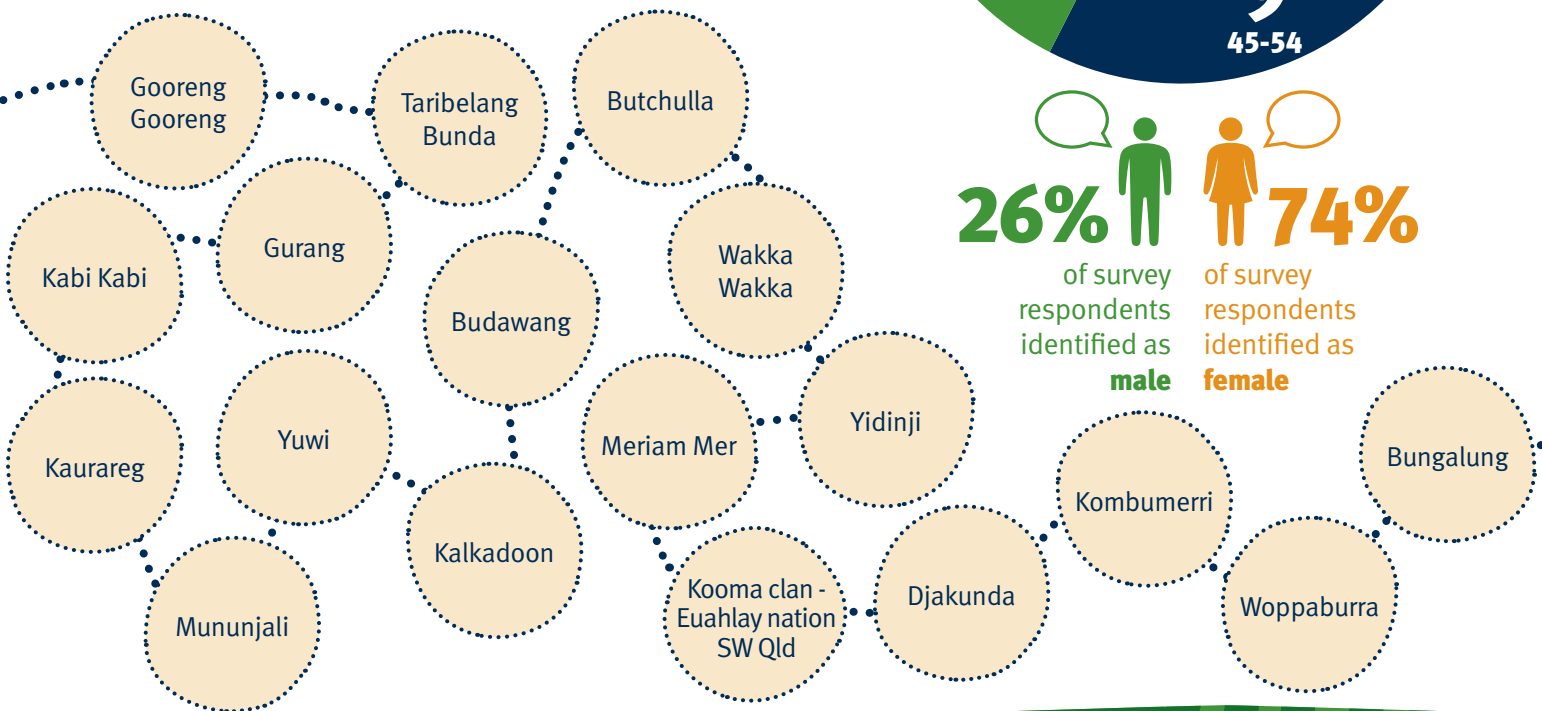 45-54
Gooreng
Gooreng
Taribelang
Bunda
Butchulla
Kabi Kabi
Gurang
Budawang
Wakka
Wakka
26%
of survey
respondents
identified as
male
74%
of survey
respondents
identified as
female
Kaurareg
Yuwi
Meriam Mer
Yidinji
Kombumerri
Bungalung
Mununjali
Kalkadoon
Kooma clan -
Euahlay nation
SW Qld
Djakunda
Woppaburra